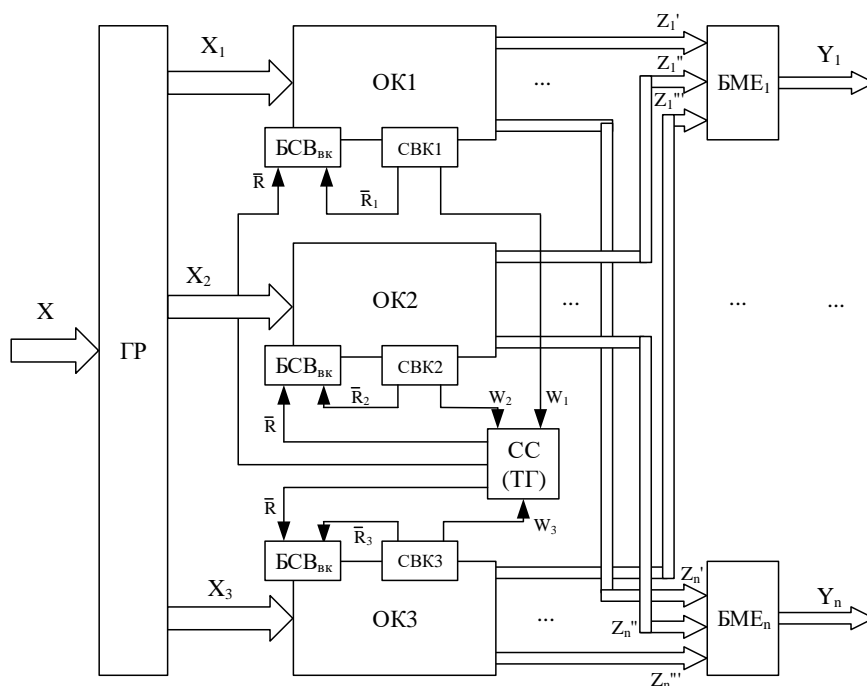 Z₁'
X₁
Y₁
Z₁''
ОК1
...
БМЕ₁
Z₁'''
БСВвк
СВК1
R̅
R̅₁
X₂
...
...
...
X
ОК2
ГР
БСВвк
СВК2
R̅₂
W₂
W₁
R̅
СС
(ТГ)
R̅
R̅₃
W₃
БСВвк
СВК3
Zₙ'
X₃
Yₙ
ОК3
...
Zₙ''
БМЕₙ
Zₙ'''